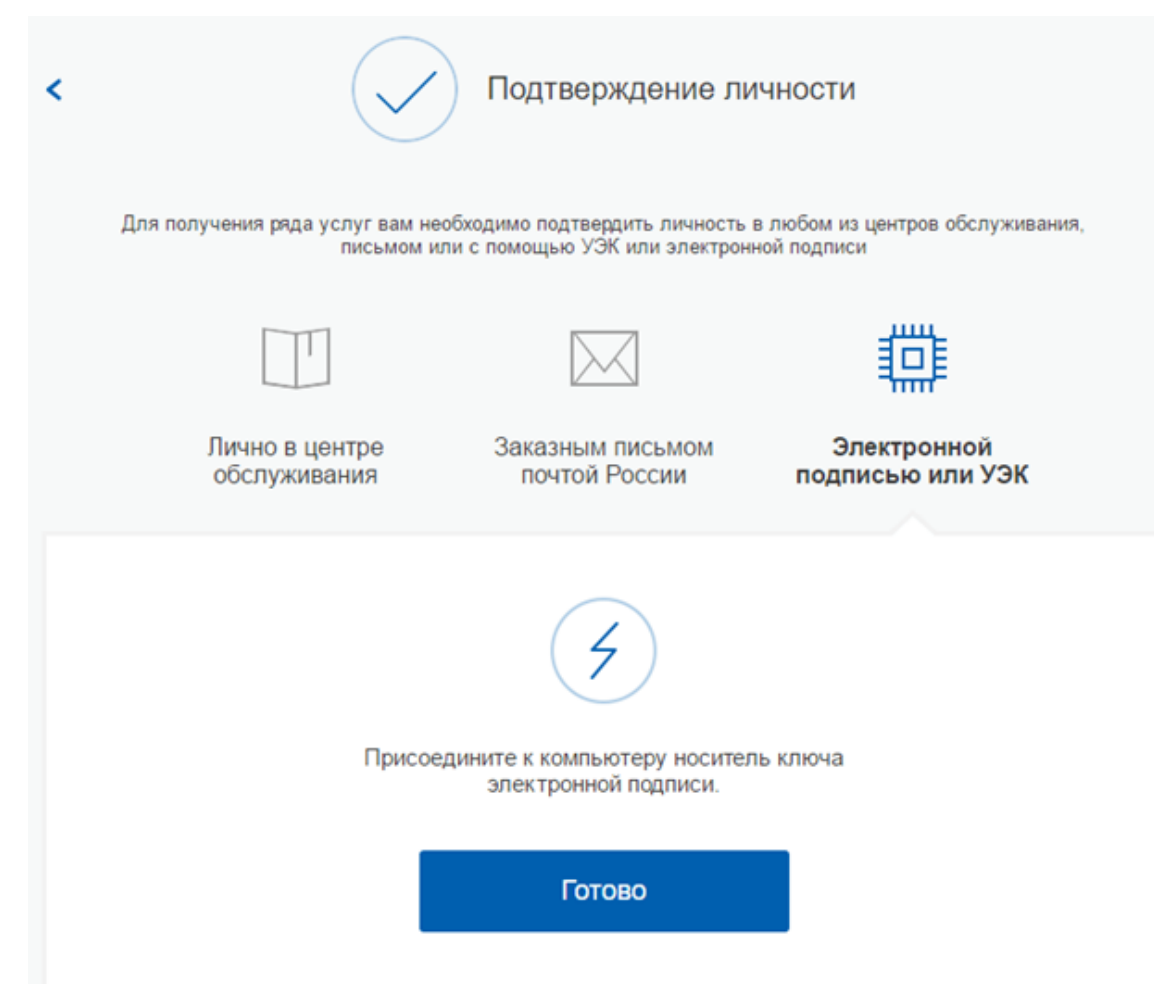 Подтверждение личности
Для получения ряда услуг вам необходимо подтвердить личность в любом из центров обслуживания,
письмом или с помощью УЭК или электронной подписи
Лично в центре
обслуживания
Заказным письмом
почтой России
Электронной
подписью или УЭК
Присоедините к компьютеру носитель ключа
электронной подписи.
Готово